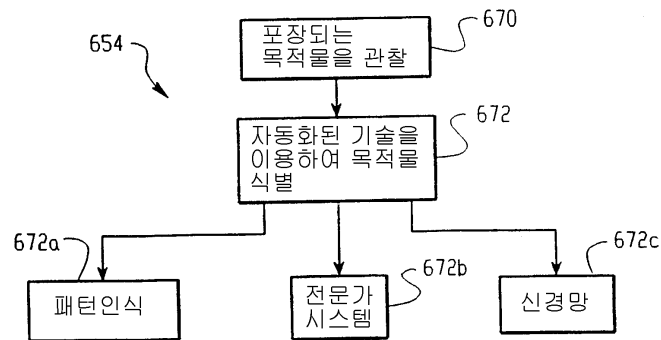 654
포장되는
목적물을 관찰
670
자동화된 기술을
이용하여 목적물
식별
672
672a
패턴인식
전문가
시스템
672b
신경망
672c